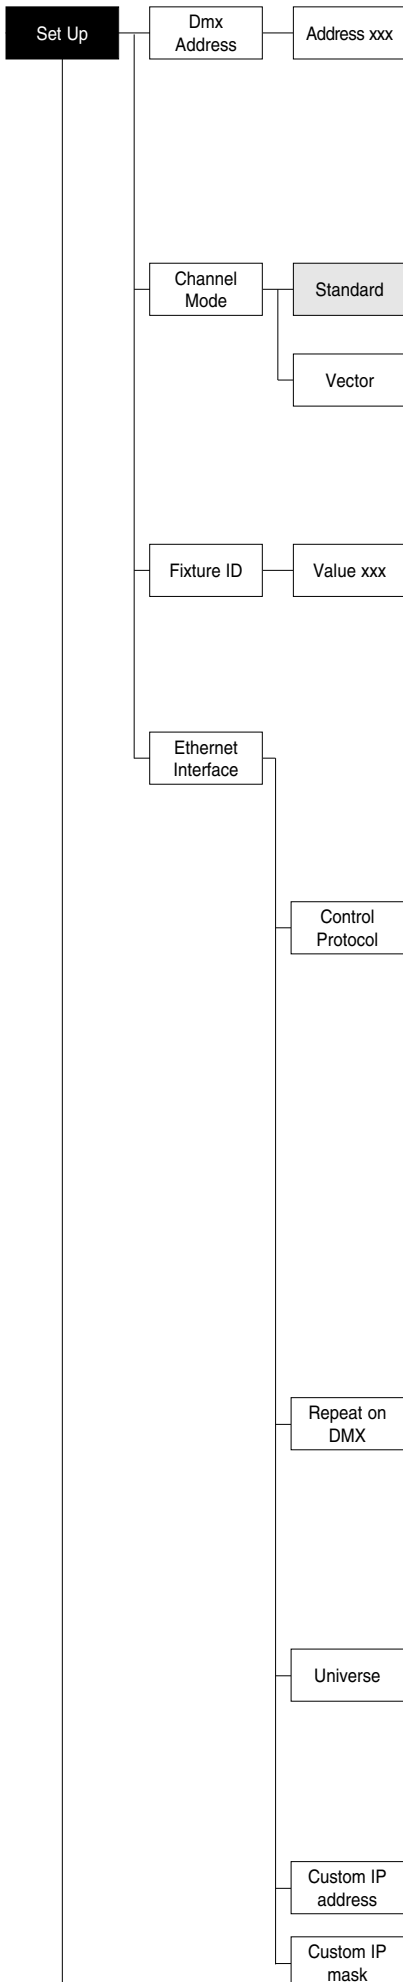 Set Up
Dmx
Address
Address xxx
Channel
Mode
Standard
Vector
Fixture ID
Value xxx
Ethernet
Interface
Control
Protocol
Repeat on
DMX
Universe
Custom IP
address
Custom IP
mask